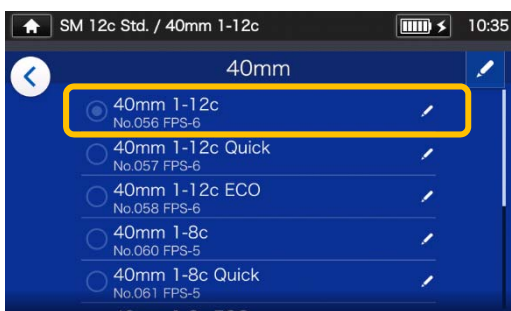 SM 12c Std. / 40mm 1-12c 10:35
40mm
40mm 1-12c
No.056 FPS-6
40mm 1-12c Quick
No.057 FPS-6
40mm 1-12c ECO
No.058 FPS-6
40mm 1-8c
No.060 FPS-5
40mm 1-8c Quick
No.061 FPS-5